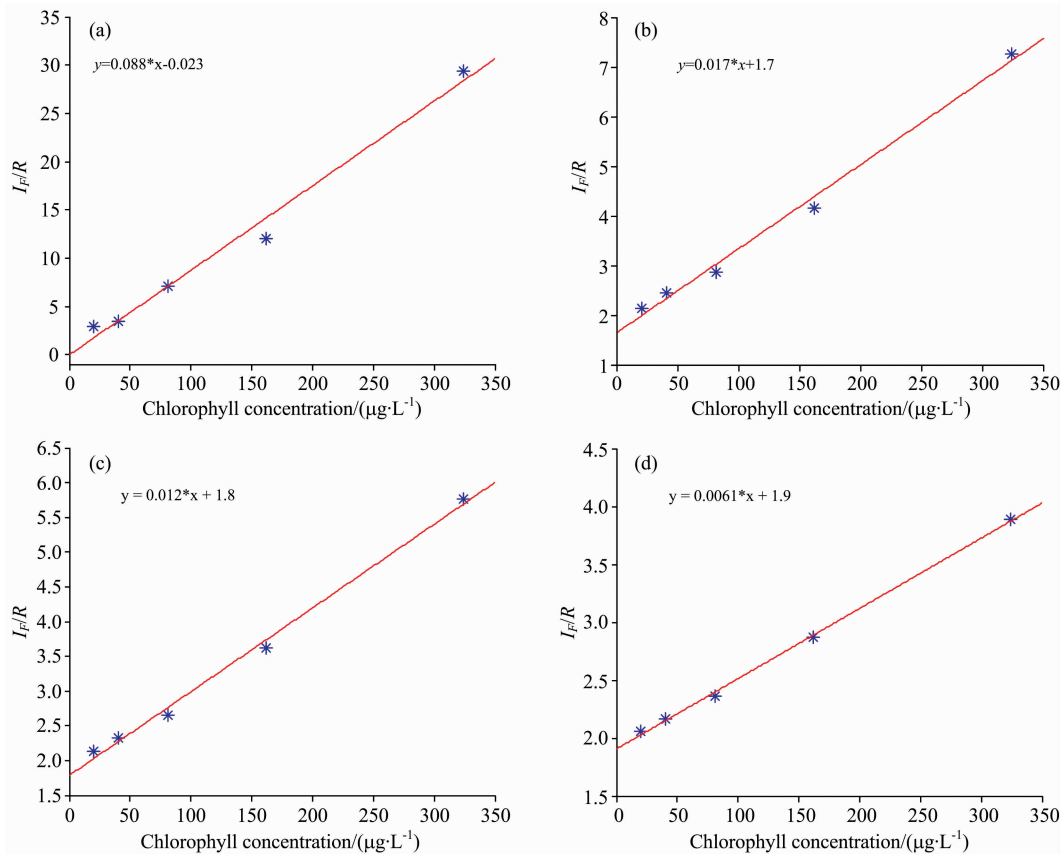 (a)
y=0.088*x-0.023
35
30
25
20
15
10
5
0
I_F/R
0 50 100 150 200 250 300 350
Chlorophyll concentration/(μg·L⁻¹)
(b)
y=0.017*x+1.7
8
7
6
5
4
3
2
1
I_F/R
0 50 100 150 200 250 300 350
Chlorophyll concentration/(μg·L⁻¹)
(c)
y = 0.012*x + 1.8
6.5
6.0
5.5
5.0
4.5
4.0
3.5
3.0
2.5
2.0
1.5
I_F/R
0 50 100 150 200 250 300 350
Chlorophyll concentration/(μg·L⁻¹)
(d)
y = 0.0061*x + 1.9
4.5
4.0
3.5
3.0
2.5
2.0
1.5
I_F/R
0 50 100 150 200 250 300 350
Chlorophyll concentration/(μg·L⁻¹)